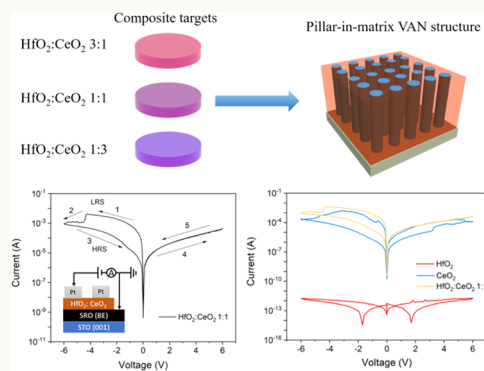 Composite targets
Pillar-in-matrix VAN structure
HfO₂:CeO₂ 3:1
HfO₂:CeO₂ 1:1
HfO₂:CeO₂ 1:3
10⁻¹
10⁻³
10⁻⁵
10⁻⁷
10⁻⁹
10⁻¹¹
Current (A)
2
LRS
1
3
HRS
5
4
A
Pt
Pt
HfO₂: CeO₂
SRO (BE)
STO (001)
HfO₂:CeO₂ 1:1
-6 -4 -2 0 2 4 6
Voltage (V)
10⁻¹
10⁻⁴
10⁻⁷
10⁻¹⁰
10⁻¹³
10⁻¹⁶
Current (A)
HfO₂
CeO₂
HfO₂:CeO₂ 1:1
-6 -4 -2 0 2 4 6
Voltage (V)